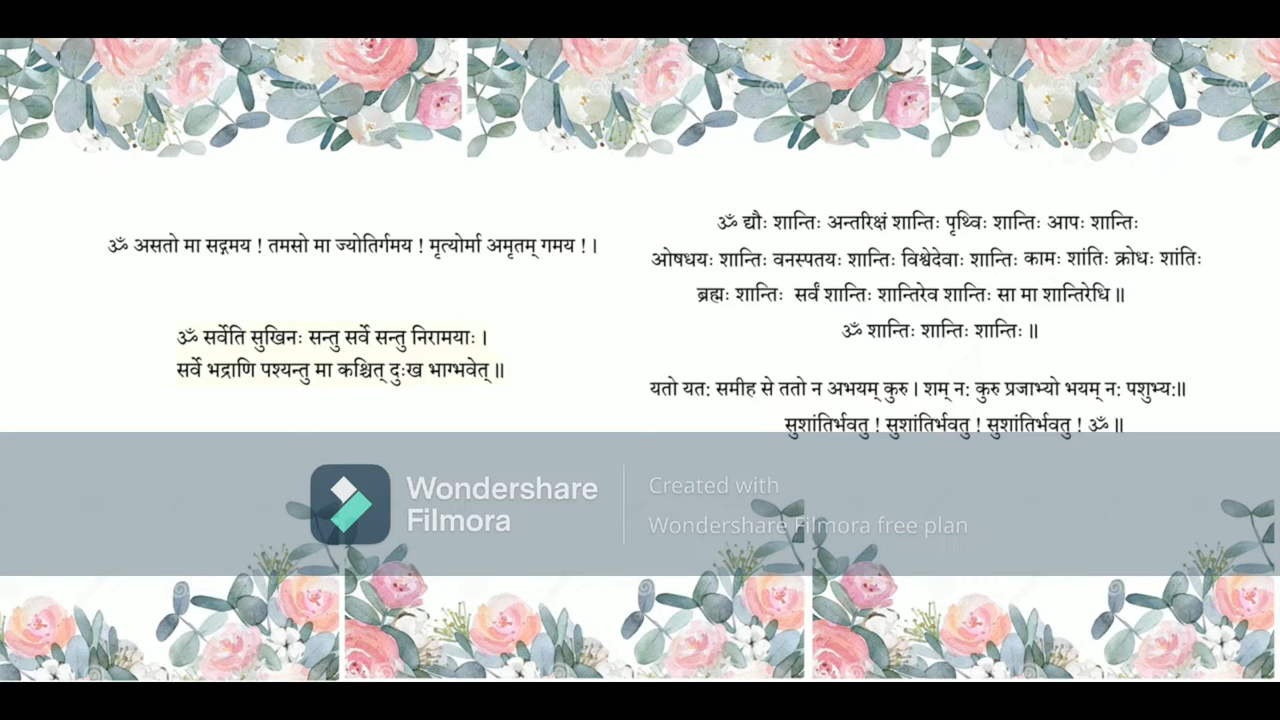 ॐ असतो मा सद्गमय ! तमसो मा ज्योतिर्गमय ! मृत्योर्मा अमृतम् गमय ! ।
ॐ सर्वेति सुखिनः सन्तु सर्वे सन्तु निरामयाः ।
सर्वे भद्राणि पश्यन्तु मा कश्चित् दुःख भाग्भवेत् ॥
ॐ द्यौः शान्तिः अन्तरिक्षं शान्तिः पृथ्विः शान्तिः आपः शान्तिः
ओषधयः शान्तिः वनस्पतयः शान्तिः विश्वेदेवाः शान्तिः कामः शांतिः क्रोधः शांतिः
ब्रह्मः शान्तिः सर्वं शान्तिः शान्तिरेव शान्तिः सा मा शान्तिरेधि ॥
ॐ शान्तिः शान्तिः शान्तिः ॥
यतो यत: समीह से ततो न अभयम् कुरु । शम् न: कुरु प्रजाभ्यो भयम् न: पशुभ्य:॥
सुशांतिर्भवतु ! सुशांतिर्भवतु ! सुशांतिर्भवतु ! ॐ ॥
Wondershare
Filmora
Created with
Wondershare Filmora free plan